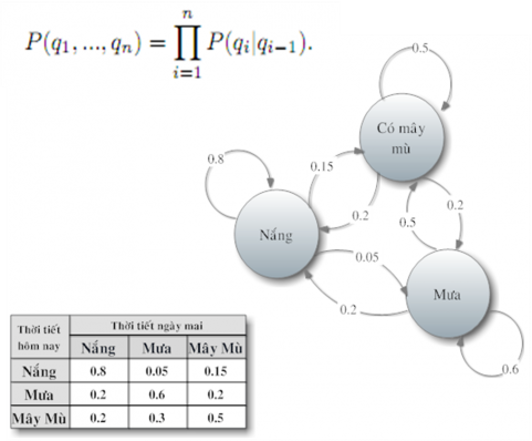 n
P(q₁, ..., qₙ) = ∏ P(qᵢ|qᵢ₋₁).
i=1
0.5
Có mây
mù
0.8
0.15
0.2
0.2
0.5
Nắng
0.05
Mưa
0.2
0.6
Thời tiết hôm nay
Thời tiết ngày mai
Nắng Mưa Mây Mù
Nắng 0.8 0.05 0.15
Mưa 0.2 0.6 0.2
Mây Mù 0.2 0.3 0.5